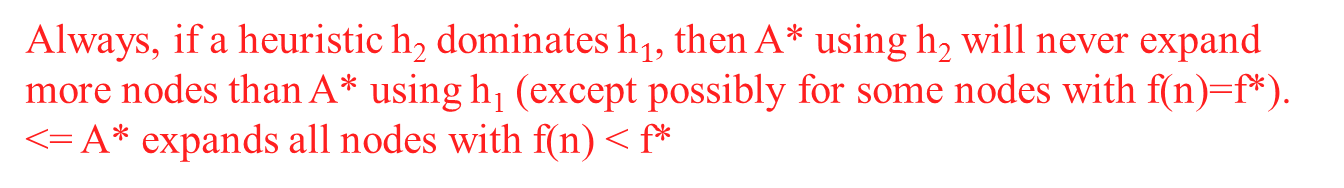 Always, if a heuristic h₂ dominates h₁, then A* using h₂ will never expand
more nodes than A* using h₁ (except possibly for some nodes with f(n)=f*).
<= A* expands all nodes with f(n) < f*